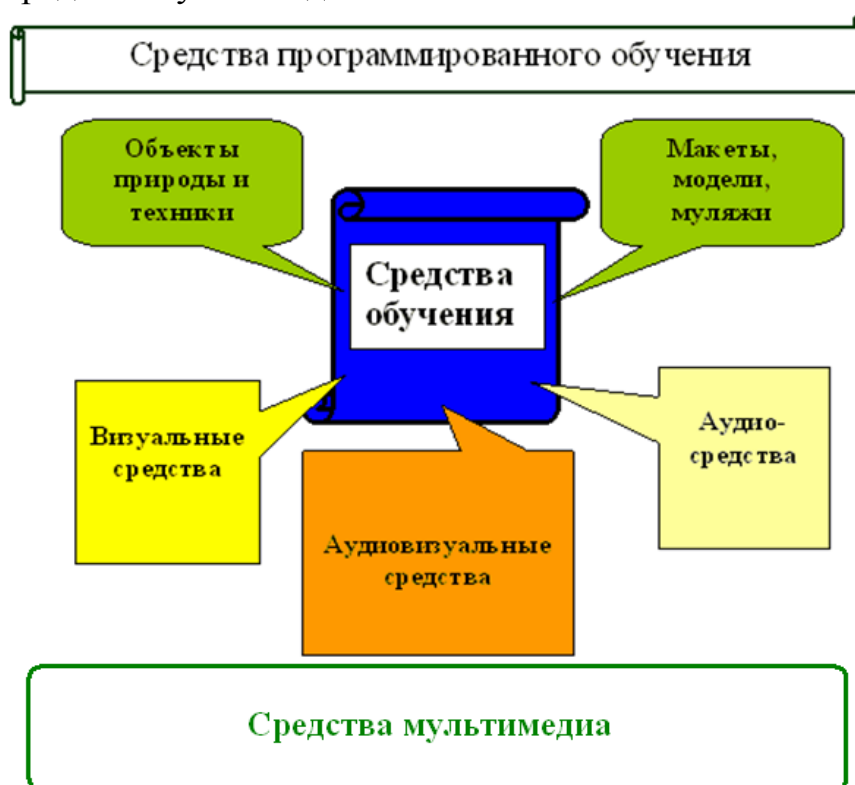 Средства программированного обучения
Объекты
природы и
техники
Макеты,
модели,
муляжи
Средства
обучения
Визуальные
средства
Аудио-
средства
Аудиовизуальные
средства
Средства мультимедиа